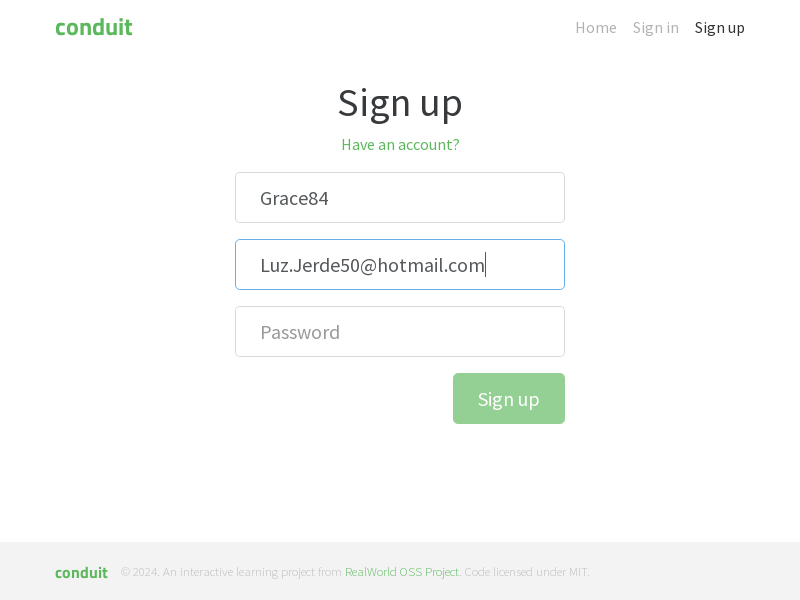 conduit
Home Sign in Sign up
Sign up
Have an account?
Grace84
Luz.Jerde50@hotmail.com
Password
Sign up
conduit © 2024. An interactive learning project from RealWorld OSS Project. Code licensed under MIT.